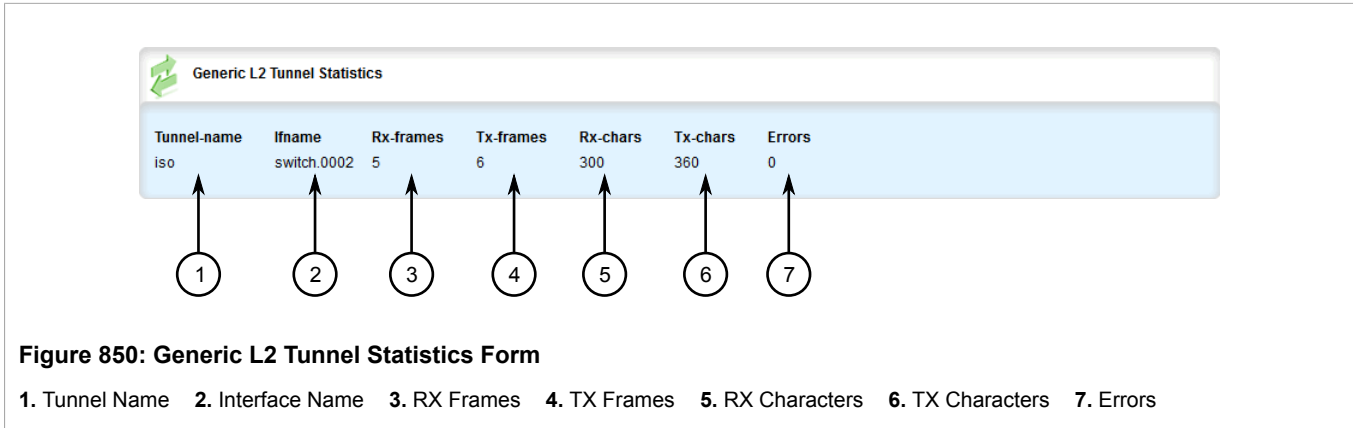 Generic L2 Tunnel Statistics
Tunnel-name Ifname Rx-frames Tx-frames Rx-chars Tx-chars Errors
iso switch.0002 5 6 300 360 0
1 2 3 4 5 6 7
Figure 850: Generic L2 Tunnel Statistics Form
1. Tunnel Name 2. Interface Name 3. RX Frames 4. TX Frames 5. RX Characters 6. TX Characters 7. Errors